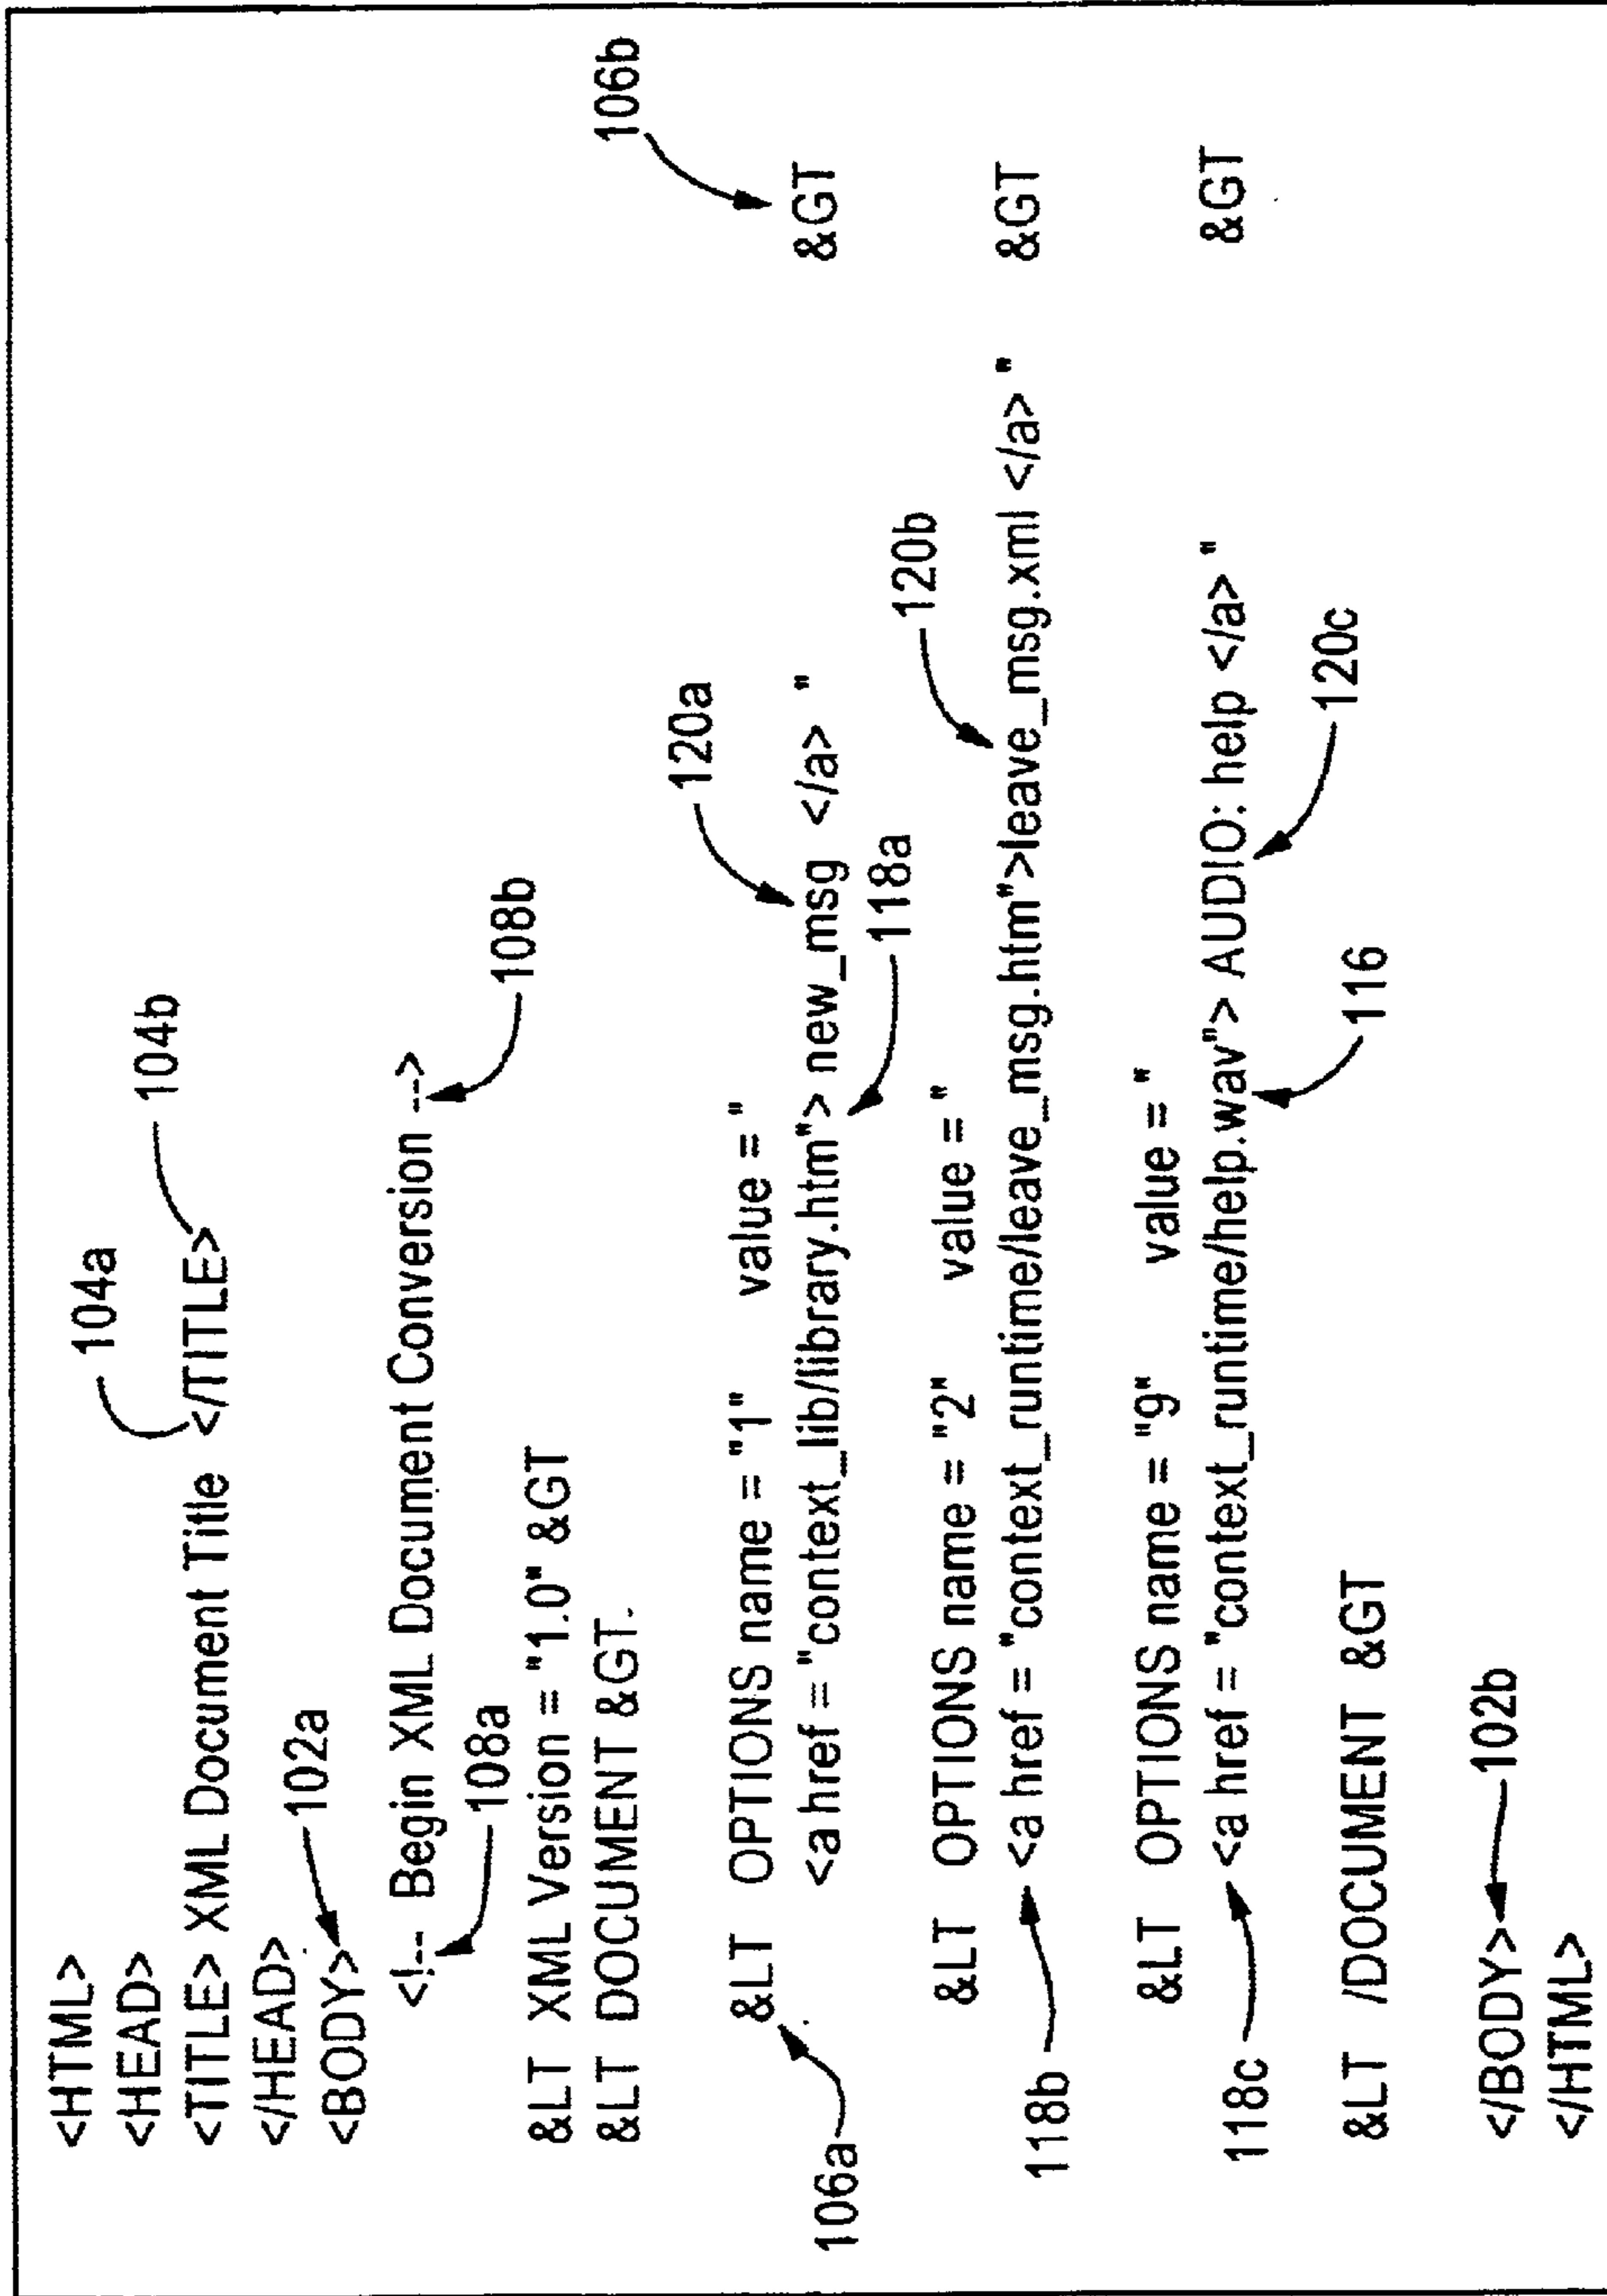 <HTML>
<HEAD> 104a
<TITLE> XML Document Title </TITLE> 104b
</HEAD>
<BODY> 102a
<!-- Begin XML Document Conversion -->
108a 108b
&LT XML Version = "1.0" &GT
&LT DOCUMENT &GT.
106b
120a
&LT OPTIONS name = "1" value = "
<a href = "context_lib/library.htm"> new_msg </a> " &GT
106a 118a
120b
&LT OPTIONS name = "2" value = "
118b <a href = "context_runtime/leave_msg.htm">leave_msg.xml </a> " &GT
&LT OPTIONS name = "9" value = "
118c <a href = "context_runtime/help.wav"> AUDIO: help </a> " &GT
120c
116
&LT /DOCUMENT &GT
</BODY> 102b
</HTML>